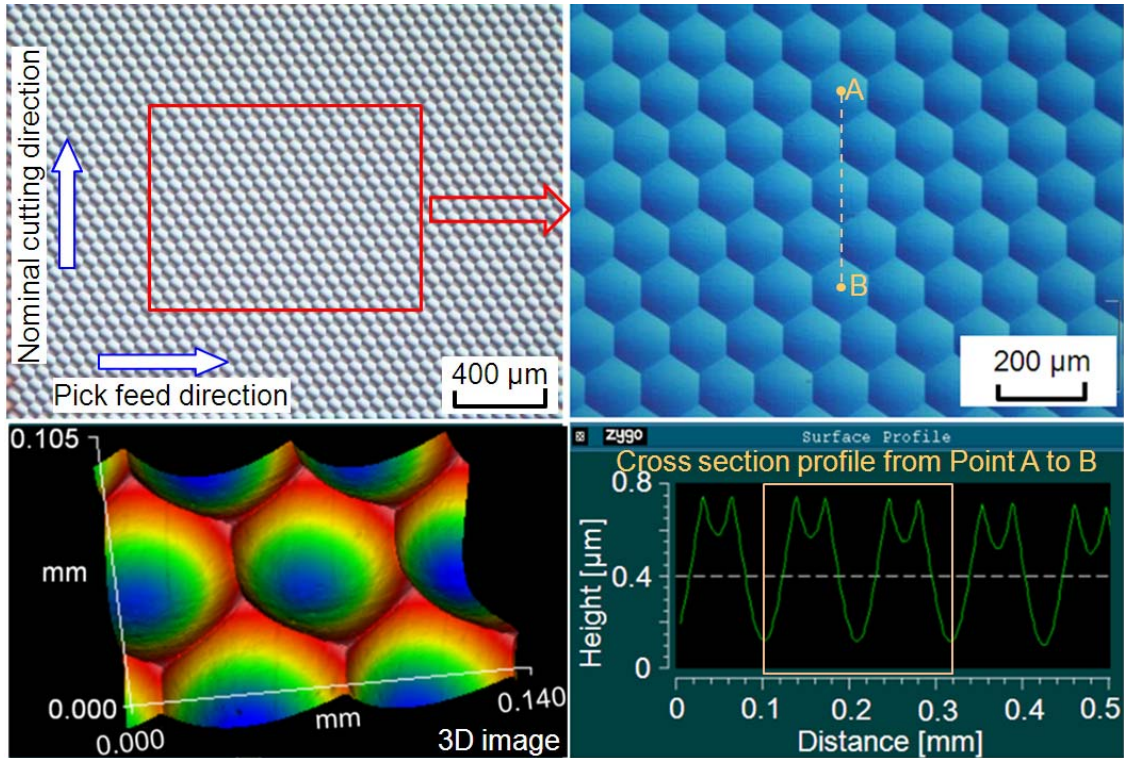 Nominal cutting direction
Pick feed direction
400 µm
A
B
200 µm
0.105
mm
0.000
0.000
mm
0.140
3D image
zygo
Surface Profile
Cross section profile from Point A to B
0.8
0.4
0
Height [µm]
0
0.1
0.2
0.3
0.4
0.5
Distance [mm]